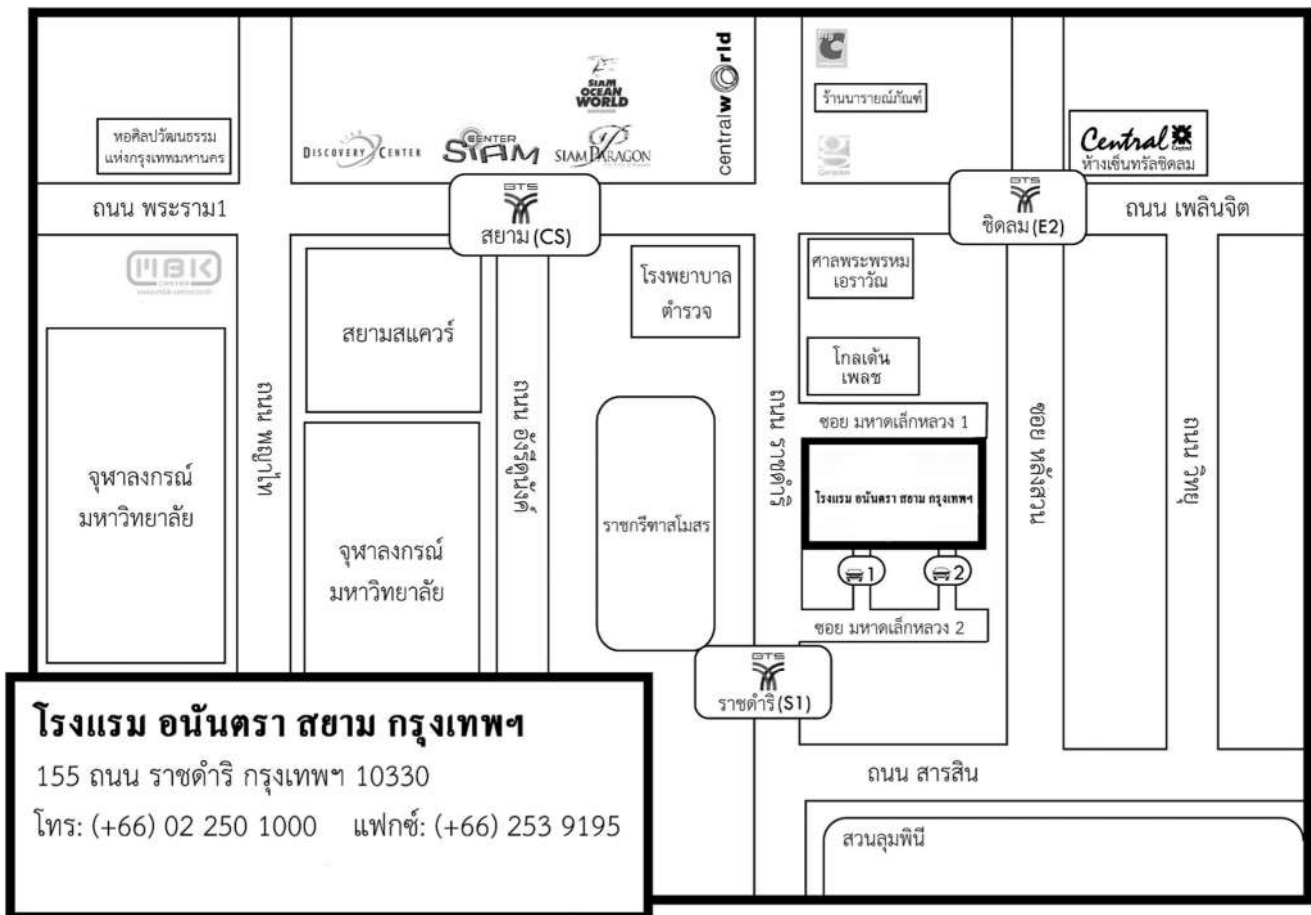 SIAM
OCEAN
WORLD
centralworld
C
ร้านนารายณ์ภัณฑ์
หอศิลปวัฒนธรรม
แห่งกรุงเทพมหานคร
DISCOVERY CENTER
CENTER
SIAM
SIAM PARAGON
Gaysorn
Central
ห้างเซ็นทรัลชิดลม
ถนน พระราม1
BTS
สยาม (CS)
BTS
ชิดลม (E2)
ถนน เพลินจิต
MBK
CENTER
สยามสแควร์
โรงพยาบาล
ตำรวจ
ศาลพระพรหม
เอราวัณ
โกลเด้น
เพลช
ถนน พญาไท
ถนน อังรีดูนังต์
ถนน ราชดำริ
ซอย มหาดเล็กหลวง 1
ซอย หลังสวน
ถนน วิทยุ
จุฬาลงกรณ์
มหาวิทยาลัย
จุฬาลงกรณ์
มหาวิทยาลัย
ราชกรีฑาสโมสร
โรงแรม อนันตรา สยาม กรุงเทพฯ
1
2
ซอย มหาดเล็กหลวง 2
BTS
ราชดำริ (S1)
ถนน สารสิน
สวนลุมพินี
โรงแรม อนันตรา สยาม กรุงเทพฯ
155 ถนน ราชดำริ กรุงเทพฯ 10330
โทร: (+66) 02 250 1000 แฟกซ์: (+66) 253 9195